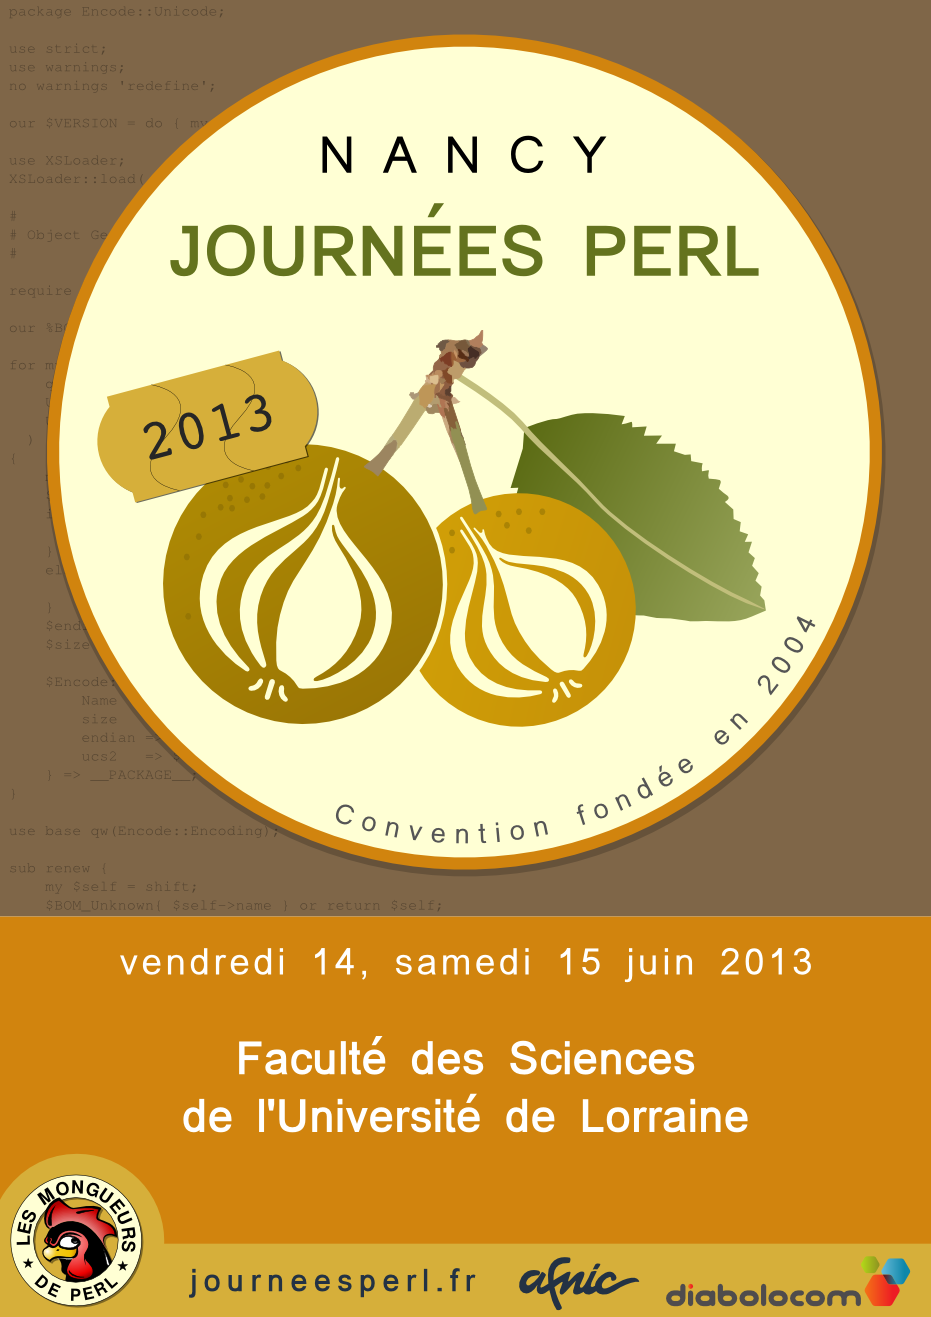 package Encode::Unicode;
use strict;
use warnings;
no warnings 'redefine';
our $VERSION = do { my
use XSLoader;
XSLoader::load(
#
# Object Ge
#
require
our %BO
for m
)
{
)
el
)
$end
$size
$Encode:
Name
size
endian =>
ucs2 =>
} => __PACKAGE__;
}
use base qw(Encode::Encoding);
sub renew {
my $self = shift;
$BOM_Unknown{ $self->name } or return $self;
NANCY
JOURNÉES PERL
2013
Convention fondée en 2004
vendredi 14, samedi 15 juin 2013
Faculté des Sciences
de l'Université de Lorraine
LES MONGUEURS
★ DE PERL ★
journeesperl.fr
afnic
diabolocom